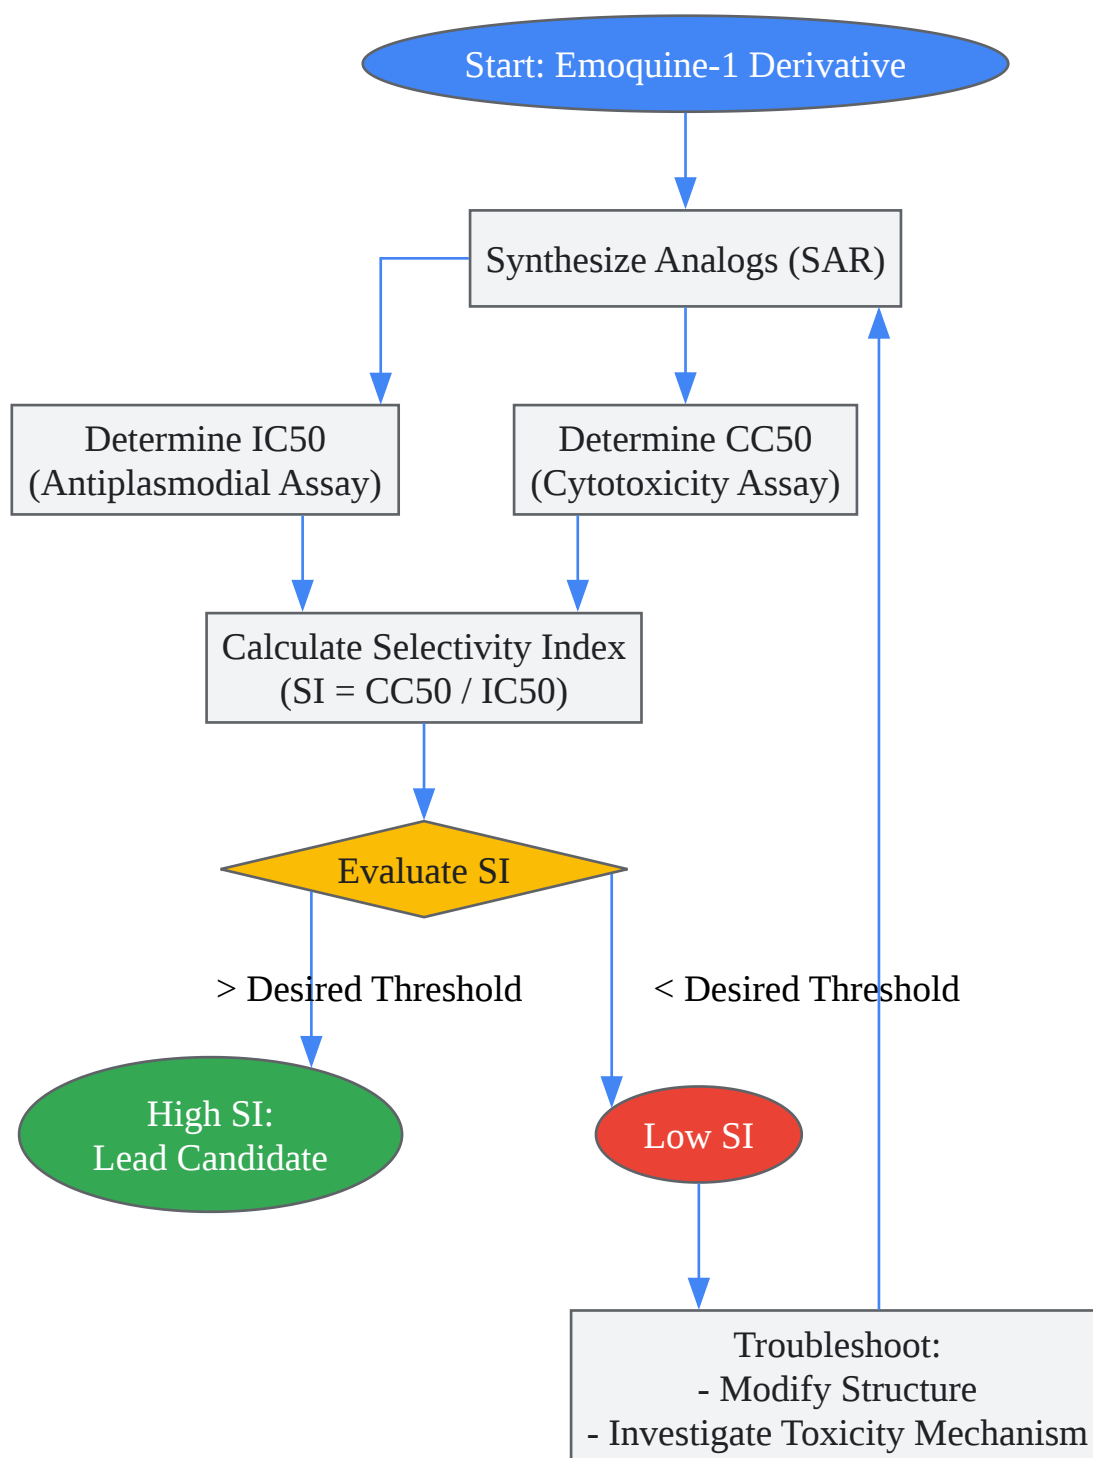 Start: Emoquine-1 Derivative
Synthesize Analogs (SAR)
Determine IC50
(Antiplasmodial Assay)
Determine CC50
(Cytotoxicity Assay)
Calculate Selectivity Index
(SI = CC50 / IC50)
Evaluate SI
> Desired Threshold
< Desired Threshold
High SI:
Lead Candidate
Low SI
Troubleshoot:
- Modify Structure
- Investigate Toxicity Mechanism